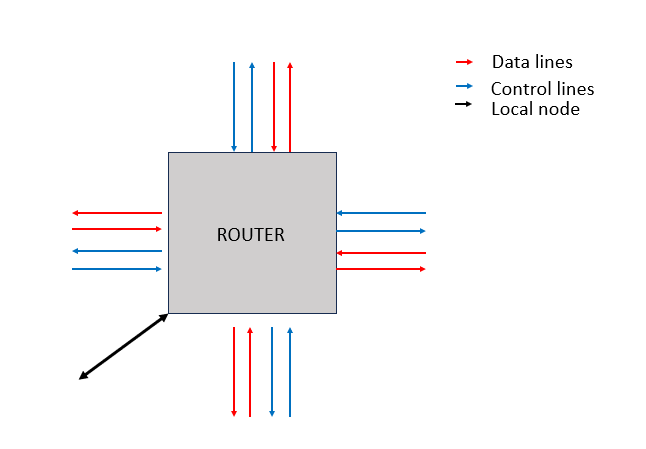 Data lines
Control lines
Local node
ROUTER